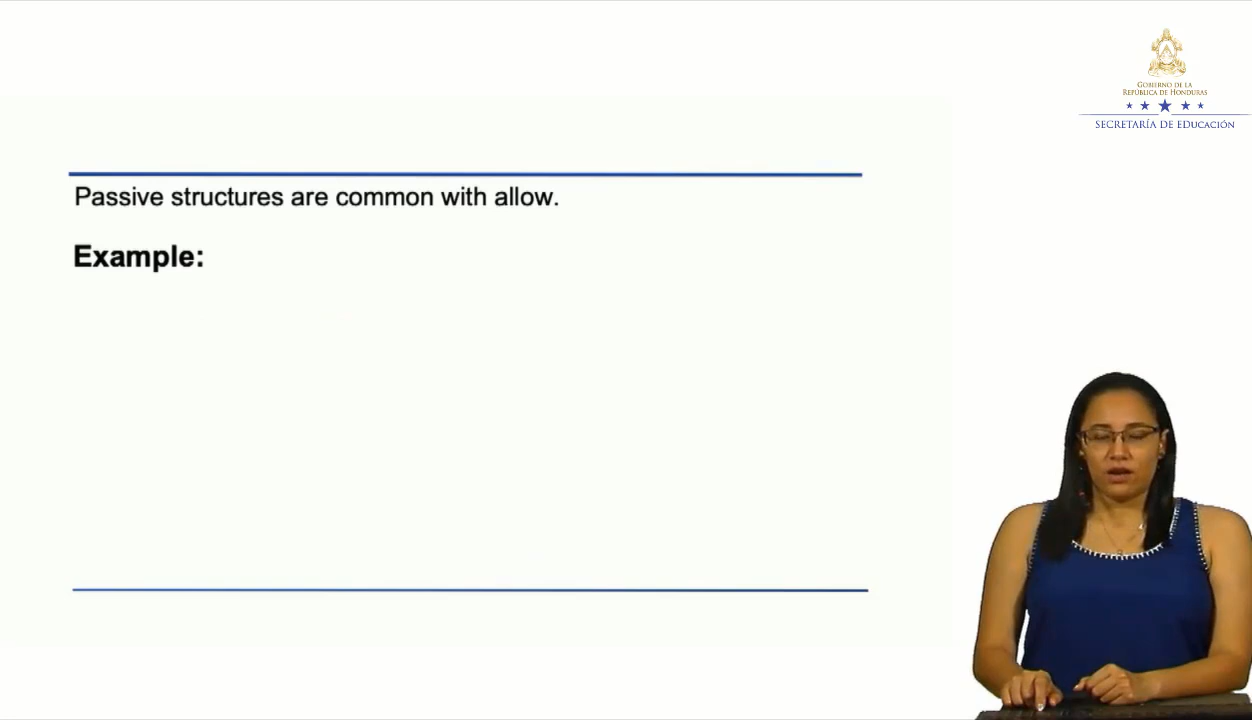 GOBIERNO DE LA
REPÚBLICA DE HONDURAS
SECRETARÍA DE EDUCACIÓN
Passive structures are common with allow.
Example: